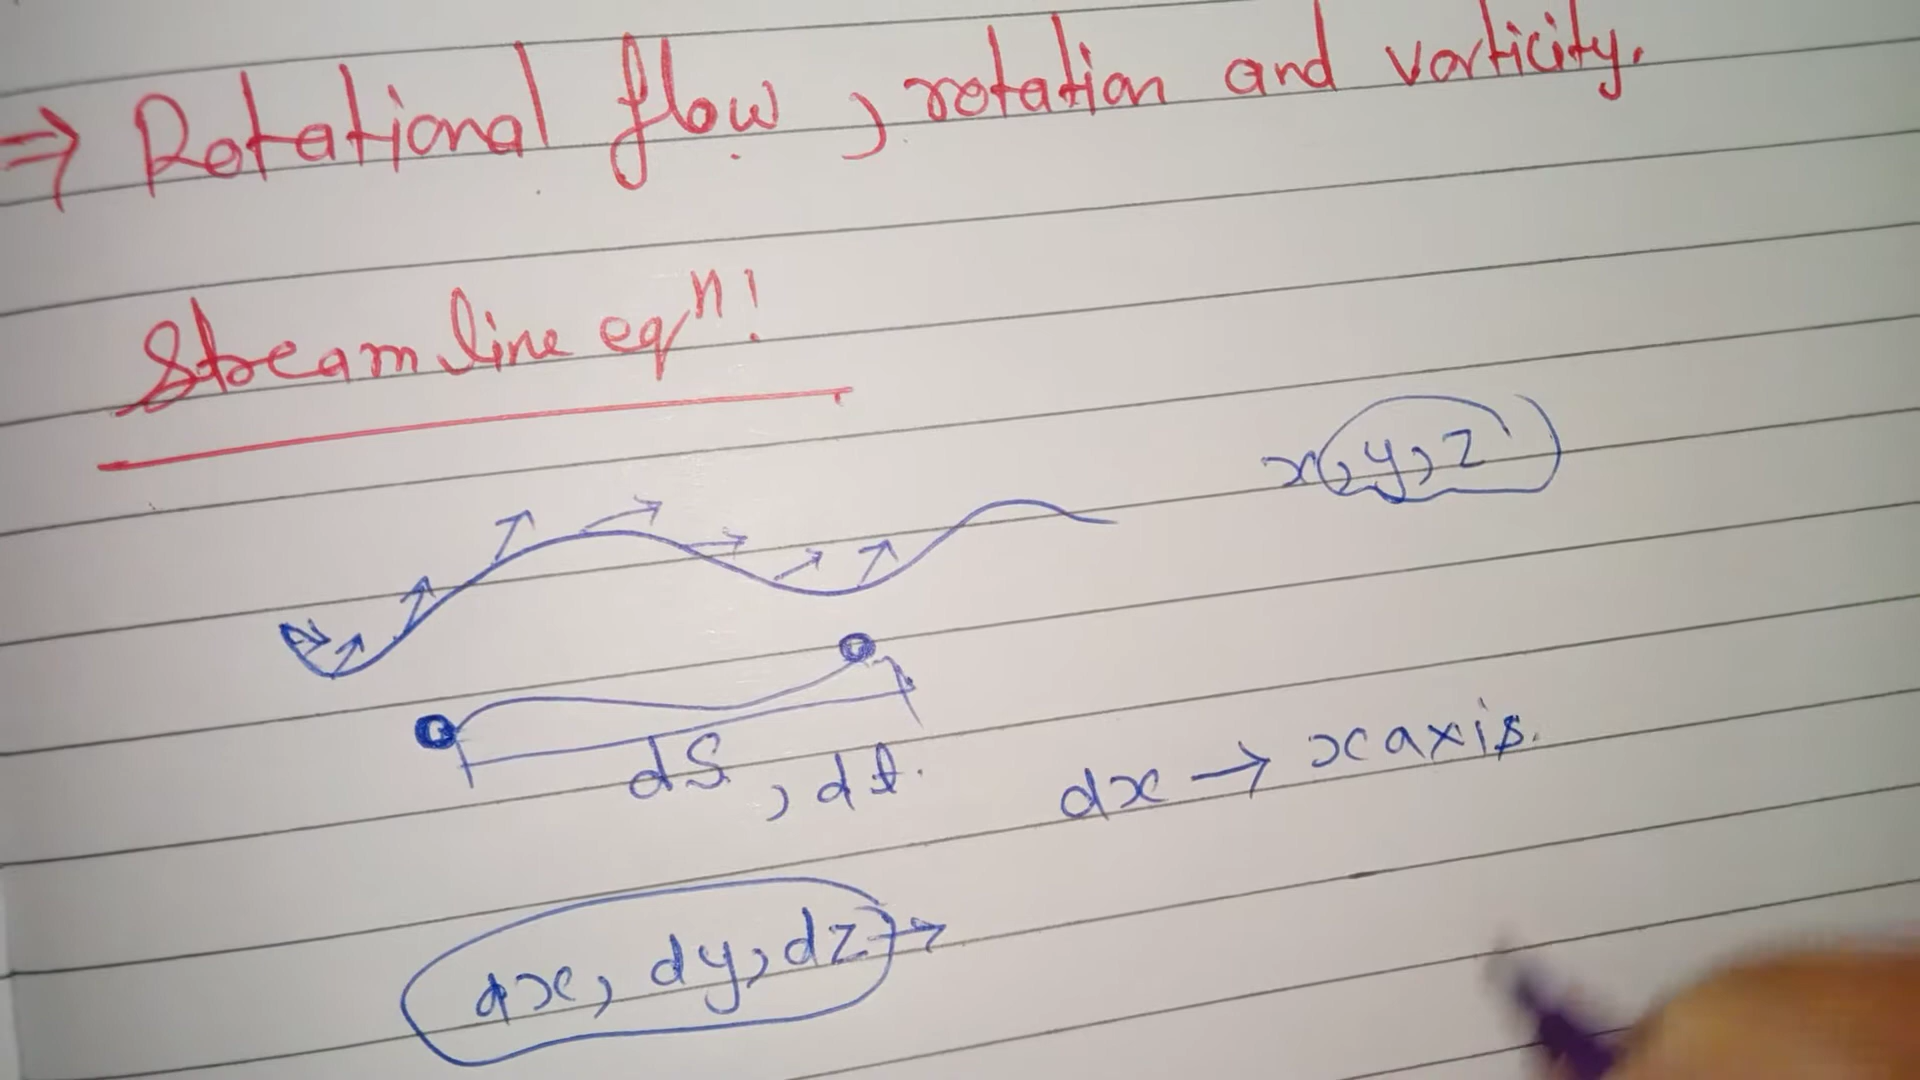 ⇒ Rotational flow, rotation and vorticity.
Stream line eqⁿ:
x,y,z
dS, dt.
dx → x axis.
dx, dy, dz →